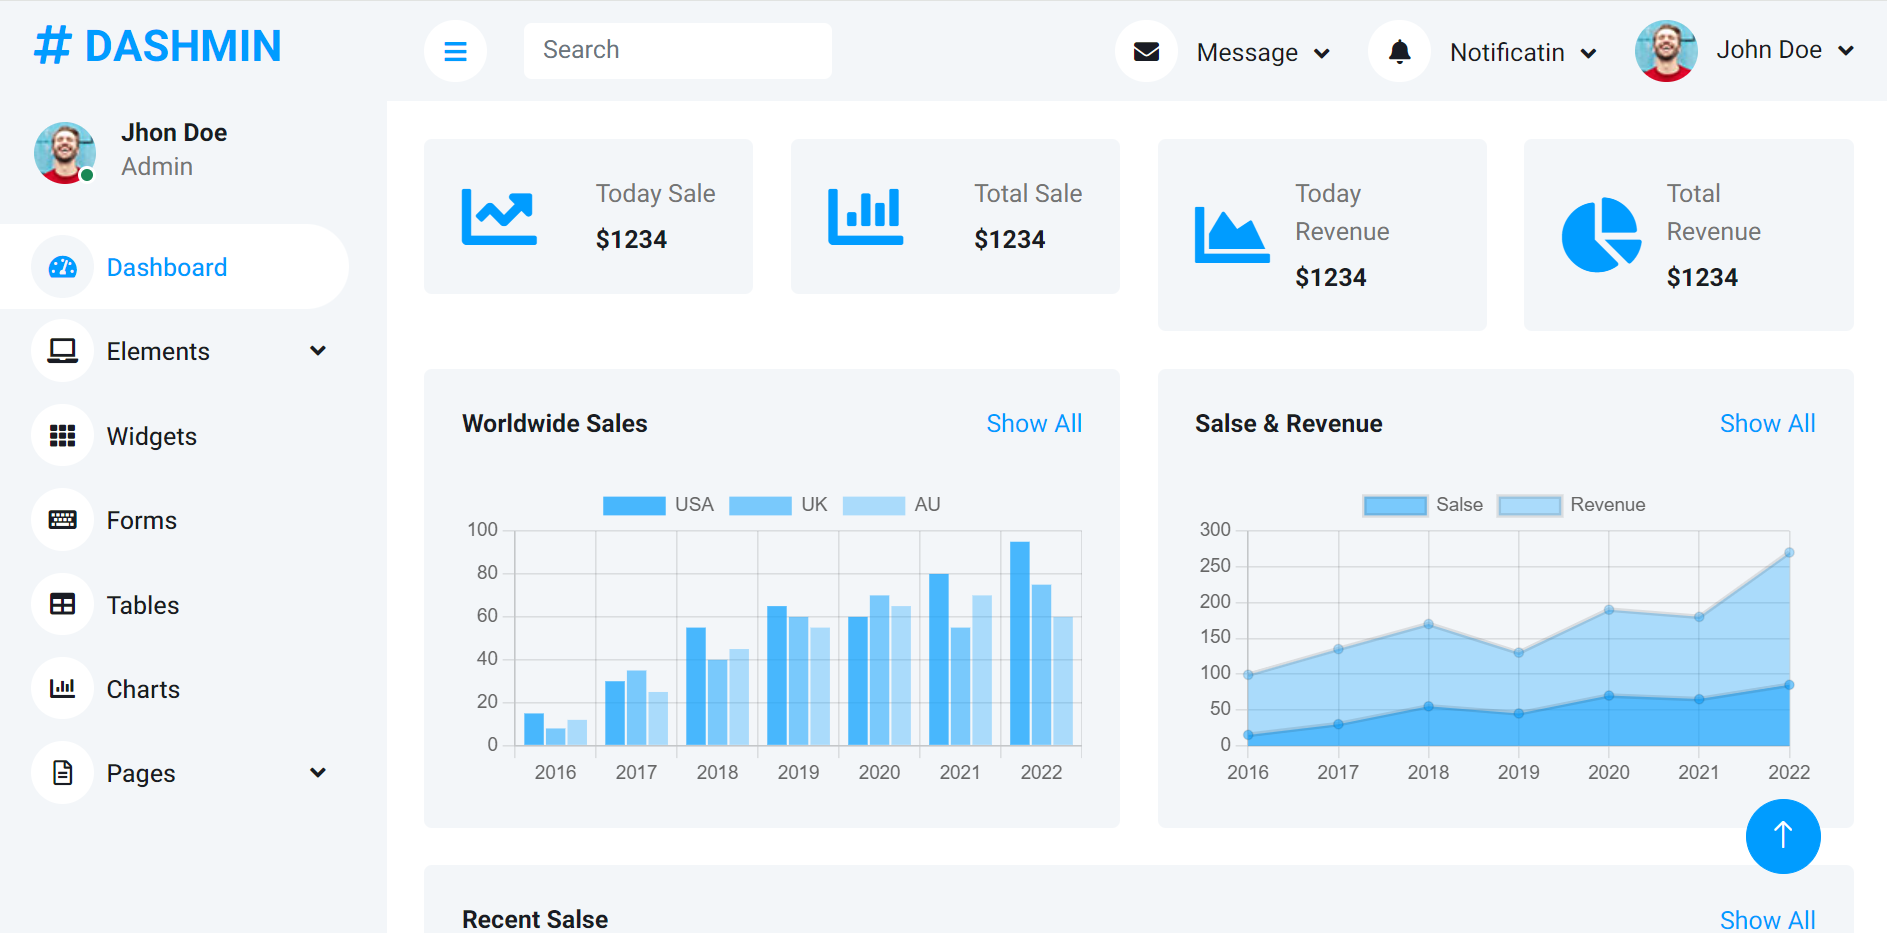 # DASHMIN
Search
Message
Notificatin
John Doe
Jhon Doe
Admin
Dashboard
Elements
Widgets
Forms
Tables
Charts
Pages
Today Sale
$1234
Total Sale
$1234
Today
Revenue
$1234
Total
Revenue
$1234
Worldwide Sales
Show All
USA UK AU
100
80
60
40
20
0
2016 2017 2018 2019 2020 2021 2022
Salse & Revenue
Show All
Salse Revenue
300
250
200
150
100
50
0
2016 2017 2018 2019 2020 2021 2022
Recent Salse
Show All